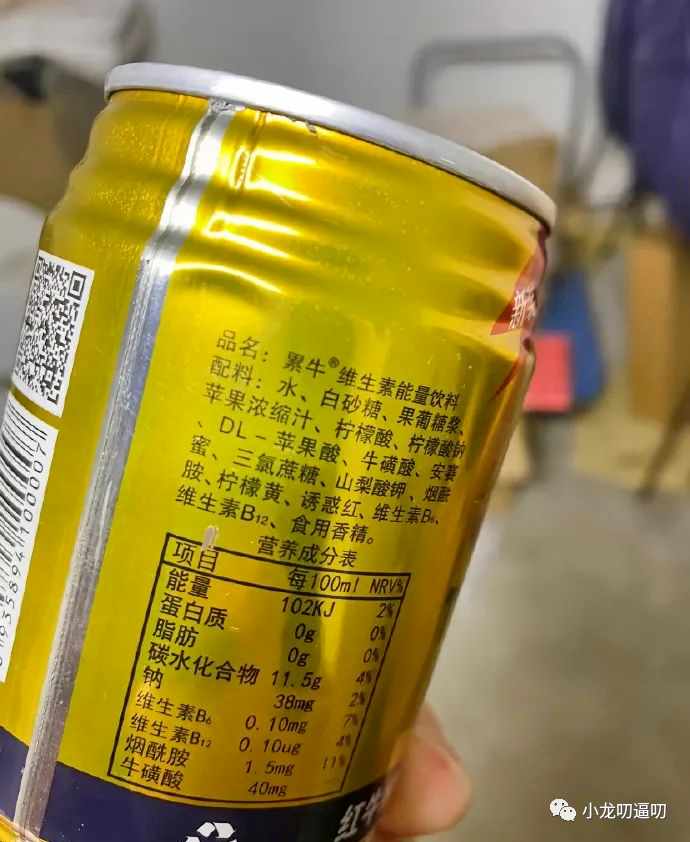 品名：累牛®维生素能量饮料
配料：水、白砂糖、果葡糖浆、
苹果浓缩汁、柠檬酸、柠檬酸钠
、DL-苹果酸、牛磺酸、安赛
蜜、三氯蔗糖、山梨酸钾、烟酰
胺、柠檬黄、诱惑红、维生素B₆、
维生素B₁₂、食用香精。
营养成分表
项目 每100ml NRV%
能量 102KJ 2%
蛋白质 0g 0%
脂肪 0g 0%
碳水化合物 11.5g 4%
钠 38mg 2%
维生素B₆ 0.10mg 7%
维生素B₁₂ 0.10ug 4%
烟酰胺 1.5mg 11%
牛磺酸 40mg
红牛
小龙叨逼叨